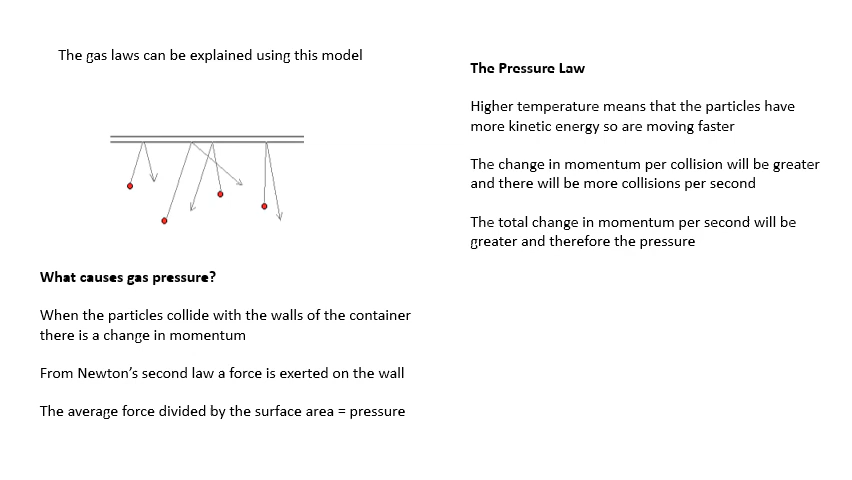 The gas laws can be explained using this model
What causes gas pressure?
When the particles collide with the walls of the container
there is a change in momentum
From Newton’s second law a force is exerted on the wall
The average force divided by the surface area = pressure
The Pressure Law
Higher temperature means that the particles have
more kinetic energy so are moving faster
The change in momentum per collision will be greater
and there will be more collisions per second
The total change in momentum per second will be
greater and therefore the pressure